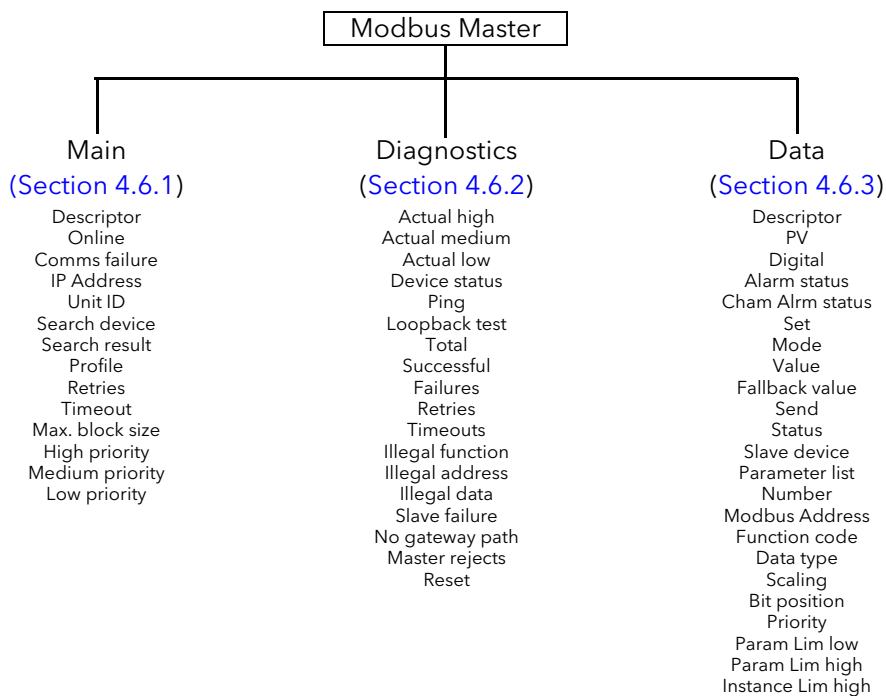 Modbus Master
Main
(Section 4.6.1)
Descriptor
Online
Comms failure
IP Address
Unit ID
Search device
Search result
Profile
Retries
Timeout
Max. block size
High priority
Medium priority
Low priority
Diagnostics
(Section 4.6.2)
Actual high
Actual medium
Actual low
Device status
Ping
Loopback test
Total
Successful
Failures
Retries
Timeouts
Illegal function
Illegal address
Illegal data
Slave failure
No gateway path
Master rejects
Reset
Data
(Section 4.6.3)
Descriptor
PV
Digital
Alarm status
Cham Alrm status
Set
Mode
Value
Fallback value
Send
Status
Slave device
Parameter list
Number
Modbus Address
Function code
Data type
Scaling
Bit position
Priority
Param Lim low
Param Lim high
Instance Lim high